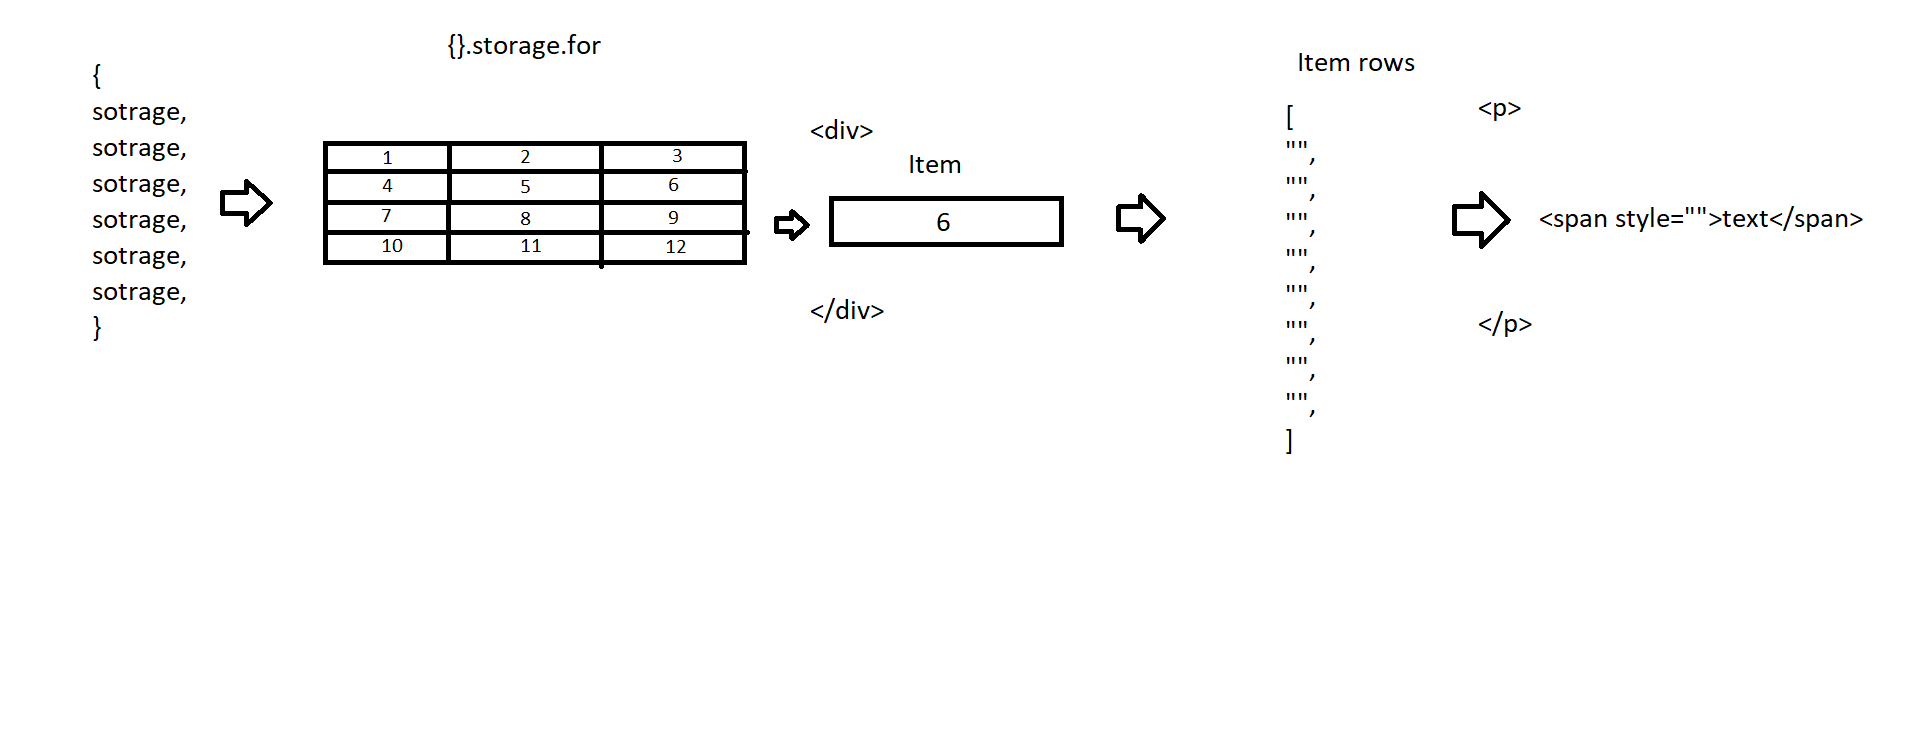 {}.storage.for
{
sotrage,
sotrage,
sotrage,
sotrage,
sotrage,
sotrage,
}
1 2 3
4 5 6
7 8 9
10 11 12
<div>
Item
6
</div>
Item rows
[
"",
"",
"",
"",
"",
"",
"",
"",
]
<p>
<span style="">text</span>
</p>